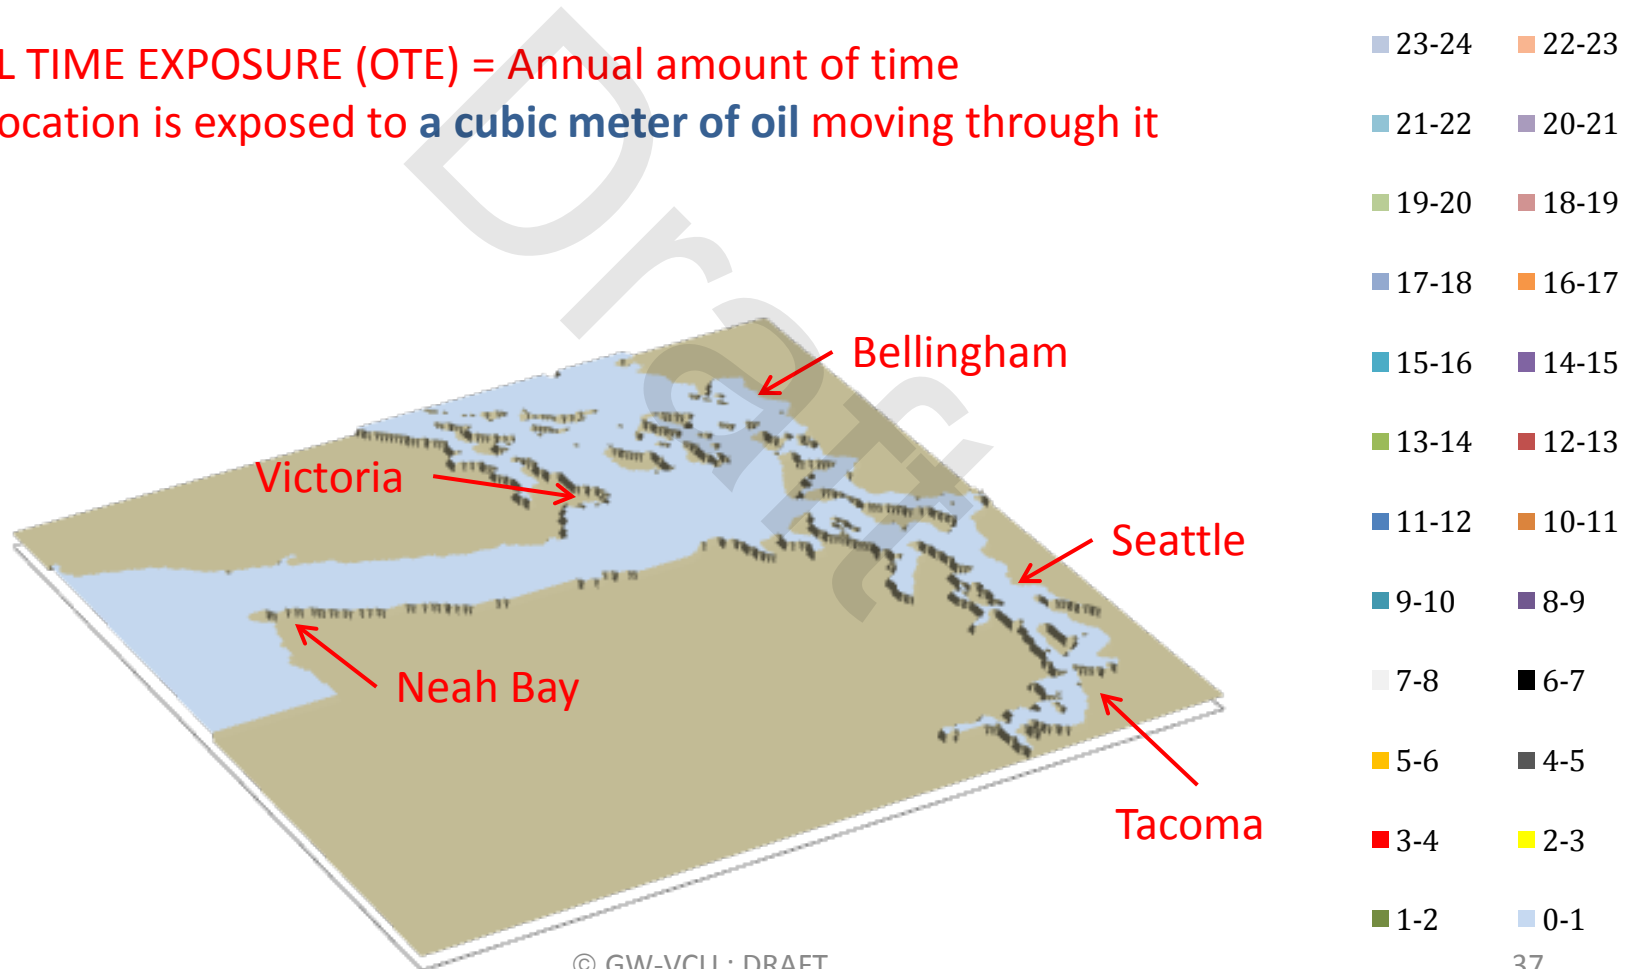 L TIME EXPOSURE (OTE) = Annual amount of time
ocation is exposed to a cubic meter of oil moving through it
Draft
Bellingham
Victoria
Seattle
Neah Bay
Tacoma
23-24 22-23
21-22 20-21
19-20 18-19
17-18 16-17
15-16 14-15
13-14 12-13
11-12 10-11
9-10 8-9
7-8 6-7
5-6 4-5
3-4 2-3
1-2 0-1
© GW-VCU : DRAFT 37